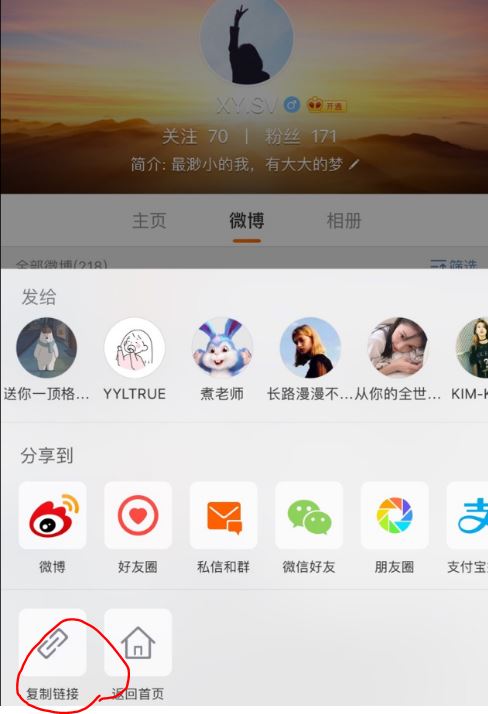 XY.SV 开通
关注 70 | 粉丝 171
简介: 最渺小的我，有大大的梦
主页 微博 相册
全部微博(218) 筛选
发给
送你一顶格... YYLTRUE 煮老师 长路漫漫不... 从你的全世... KIM-K
分享到
微博 好友圈 私信和群 微信好友 朋友圈 支付宝
复制链接 返回首页